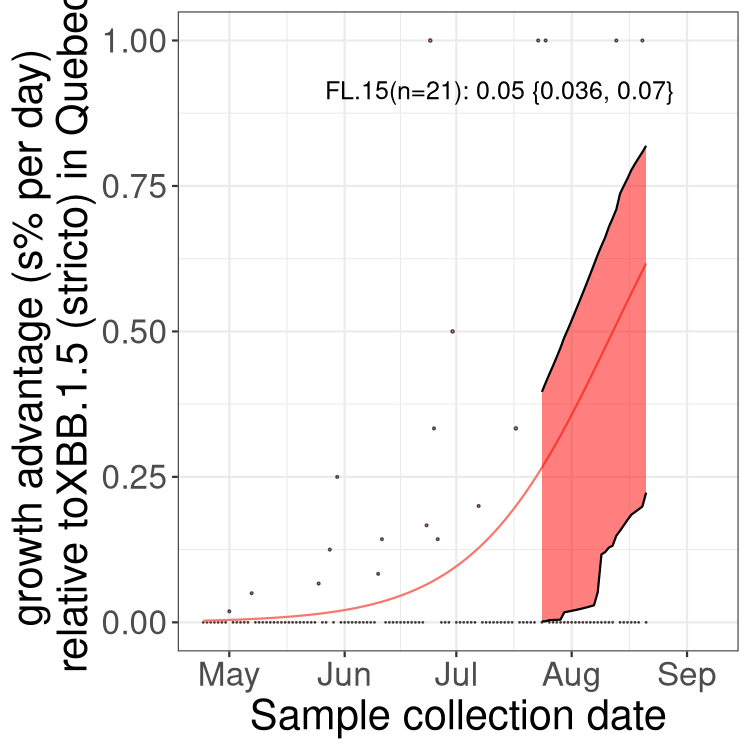 growth advantage (s% per day)
relative toXBB.1.5 (stricto) in Quebec
1.00
0.75
0.50
0.25
0.00
FL.15(n=21): 0.05 {0.036, 0.07}
May Jun Jul Aug Sep
Sample collection date